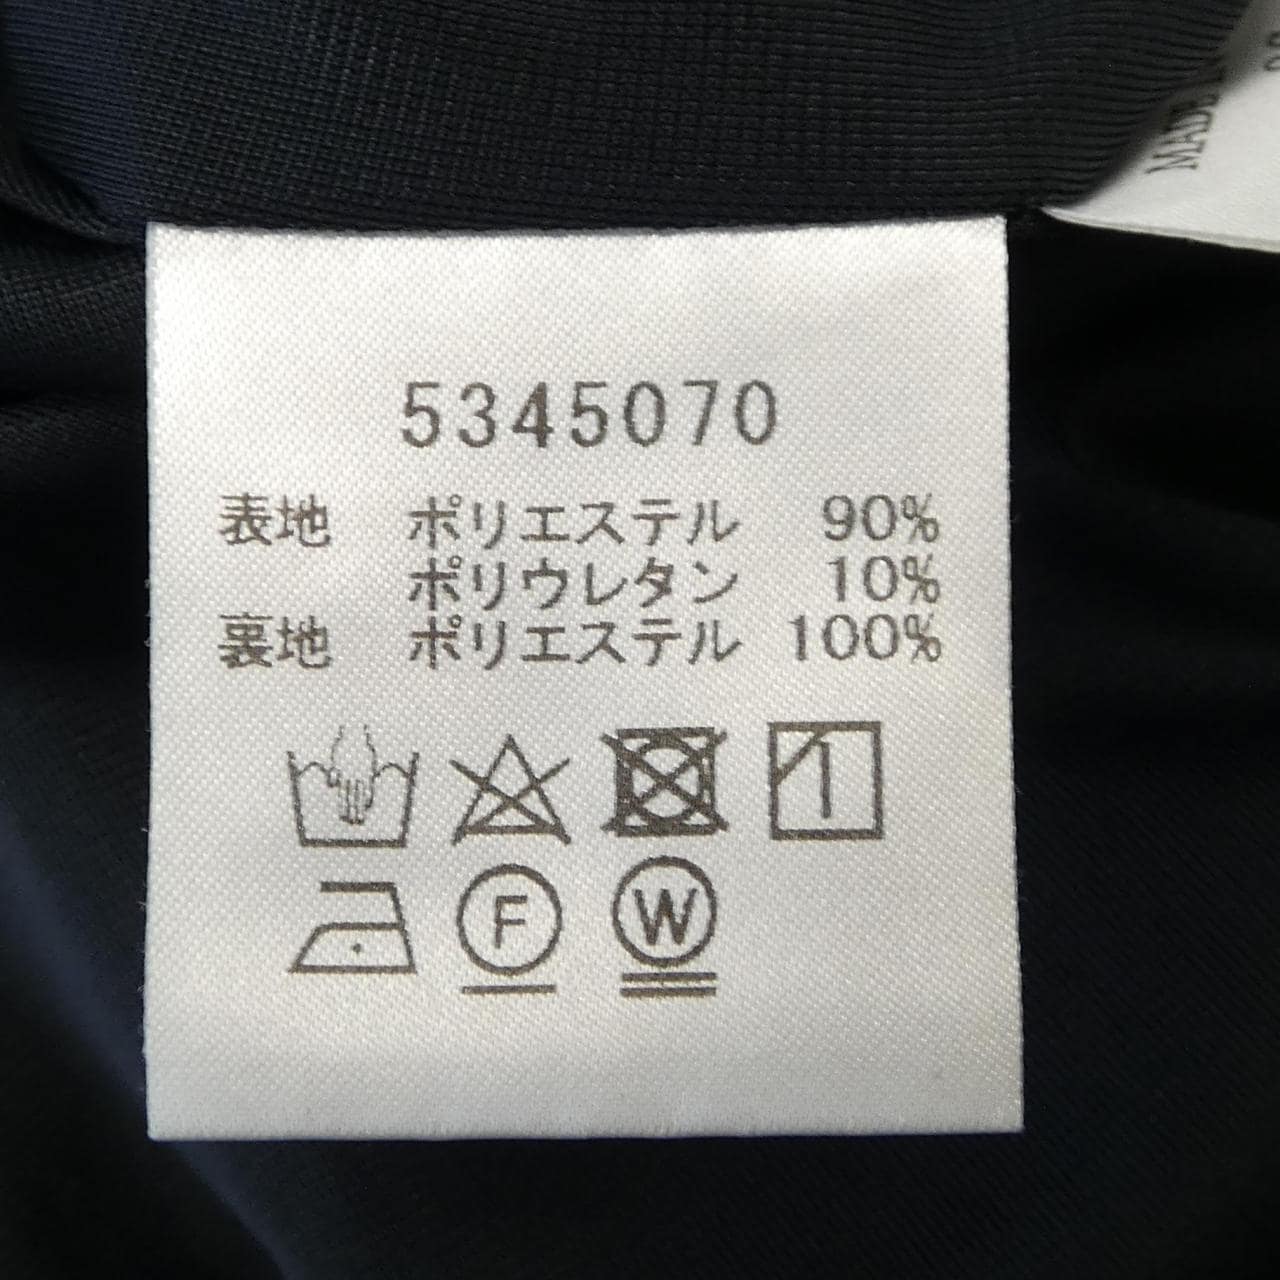 MADE
5345070
表地 ポリエステル 90%
ポリウレタン 10%
裏地 ポリエステル 100%
F W